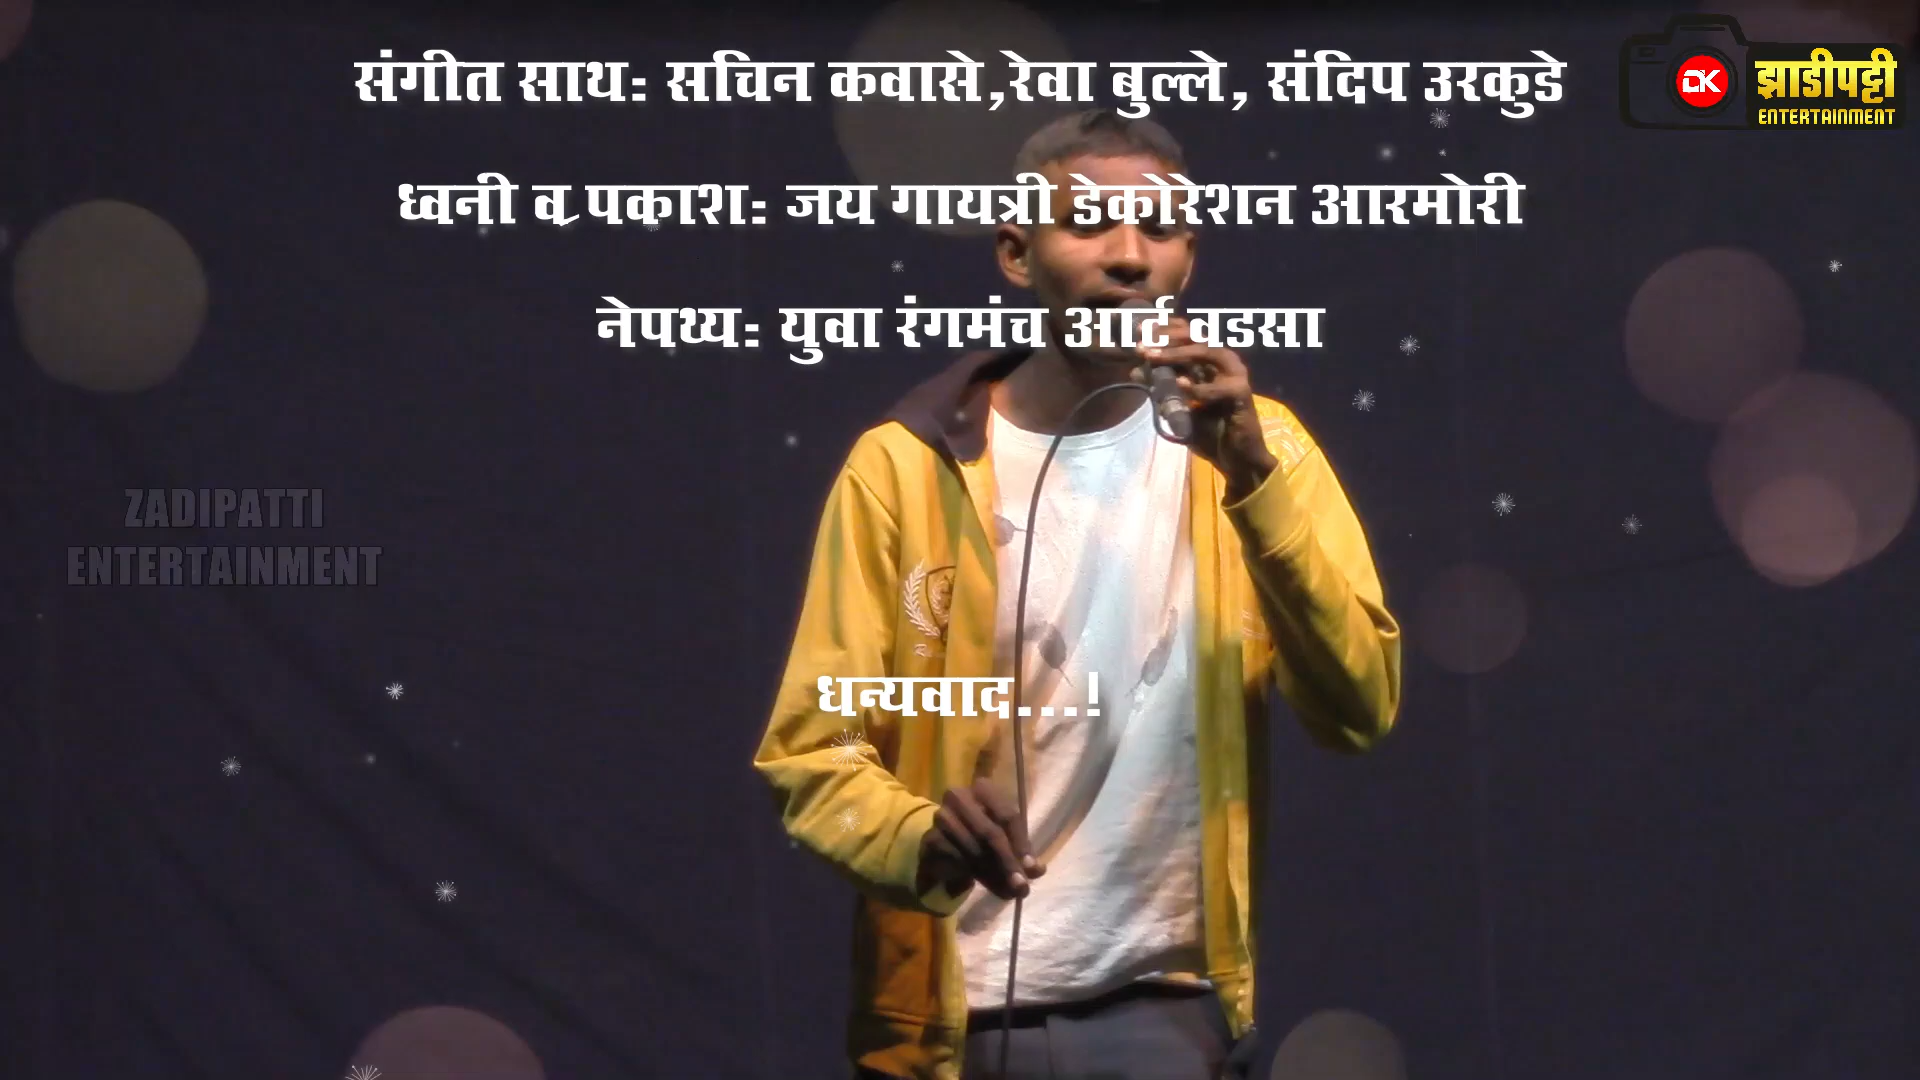 संगीत साथः सचिन कवासे,रेवा बुल्ले, संदिप उरकुडे
DK
झाडीपट्टी
ENTERTAINMENT
ध्वनी व प्रकाशः जय गायत्री डेकोरेशन आरमोरी
नेपथ्यः युवा रंगमंच आर्ट वडसा
ZADIPATTI
ENTERTAINMENT
धन्यवाद...!